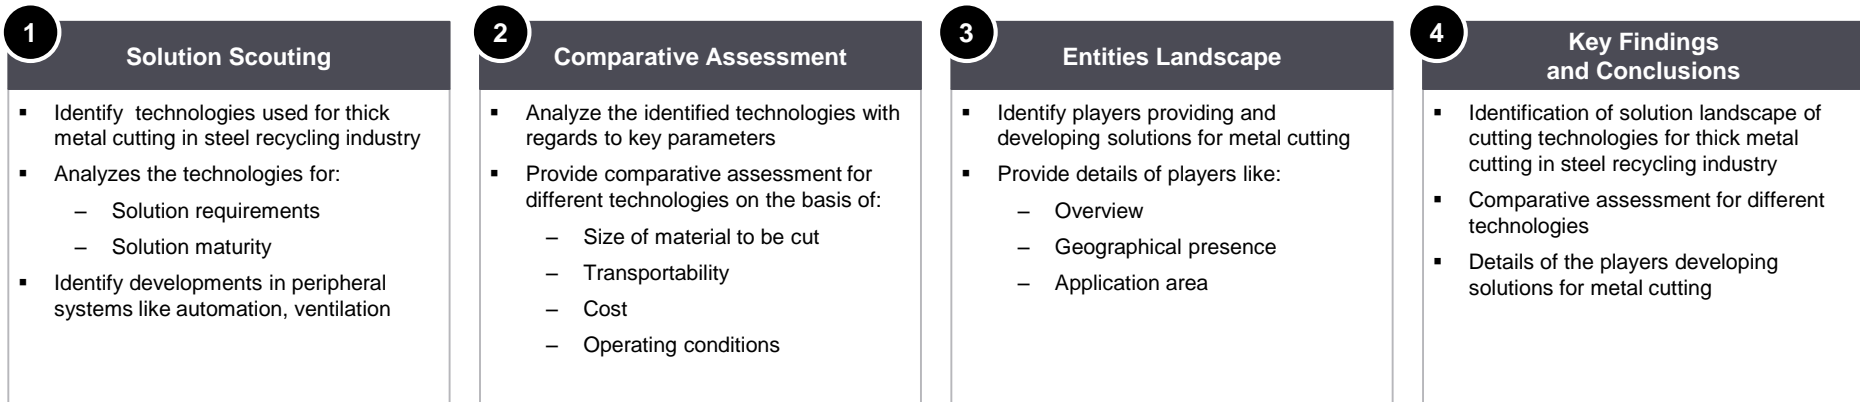 1
Solution Scouting
▪ Identify  technologies used for thick
metal cutting in steel recycling industry
▪ Analyzes the technologies for:
– Solution requirements
– Solution maturity
▪ Identify developments in peripheral
systems like automation, ventilation
2
Comparative Assessment
▪ Analyze the identified technologies with
regards to key parameters
▪ Provide comparative assessment for
different technologies on the basis of:
– Size of material to be cut
– Transportability
– Cost
– Operating conditions
3
Entities Landscape
▪ Identify players providing and
developing solutions for metal cutting
▪ Provide details of players like:
– Overview
– Geographical presence
– Application area
4
Key Findings
and Conclusions
▪ Identification of solution landscape of
cutting technologies for thick metal
cutting in steel recycling industry
▪ Comparative assessment for different
technologies
▪ Details of the players developing
solutions for metal cutting